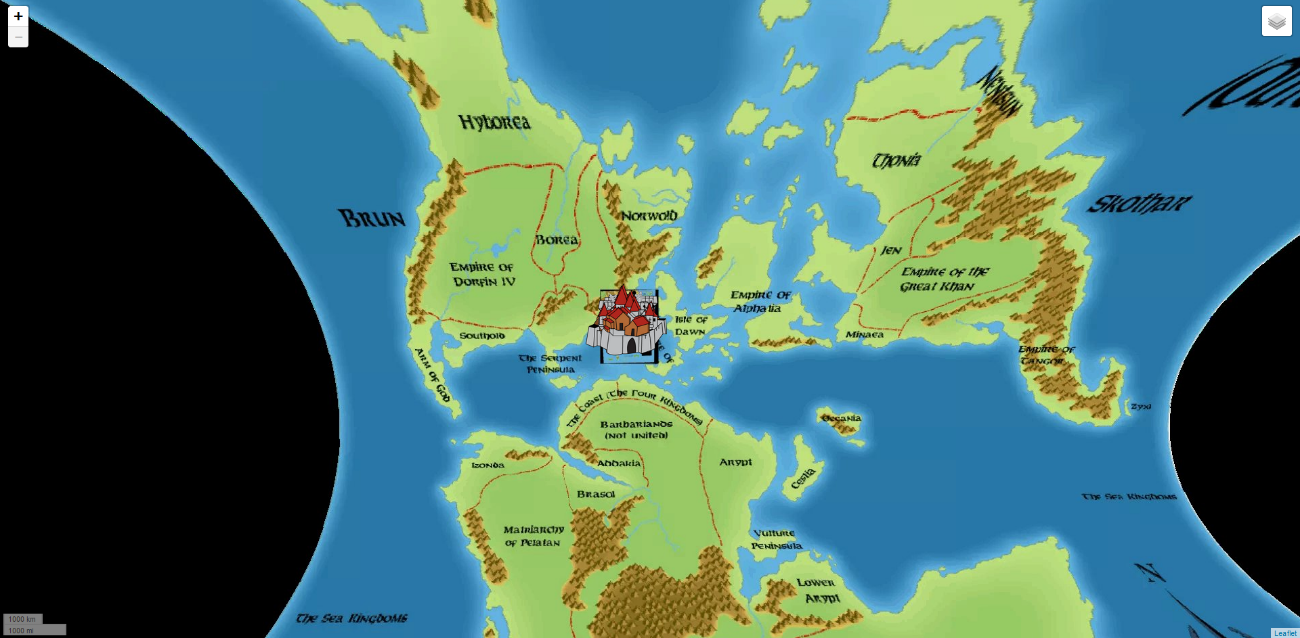 +
−
Hyborea
Nentsun
Thonia
Brun
Skothar
Norwold
Borea
Jen
Empire of
Dorfin IV
Empire of the
Great Khan
Empire of
Alphatia
Isle of
Dawn
Southold
Minaea
The Serpent
Peninsula
Arm of God
Empire of
Tangor
The Coast (The Four Kingdoms)
Zyxl
Barbariands
(not united)
Oceania
Izonda
Addakia
Arypt
Cestia
Brasol
The Sea Kingdoms
Matriarchy
of Pelatan
Vulture
Peninsula
N
Lower
Arypt
The Sea Kingdoms
1000 km
1000 mi
Leaflet